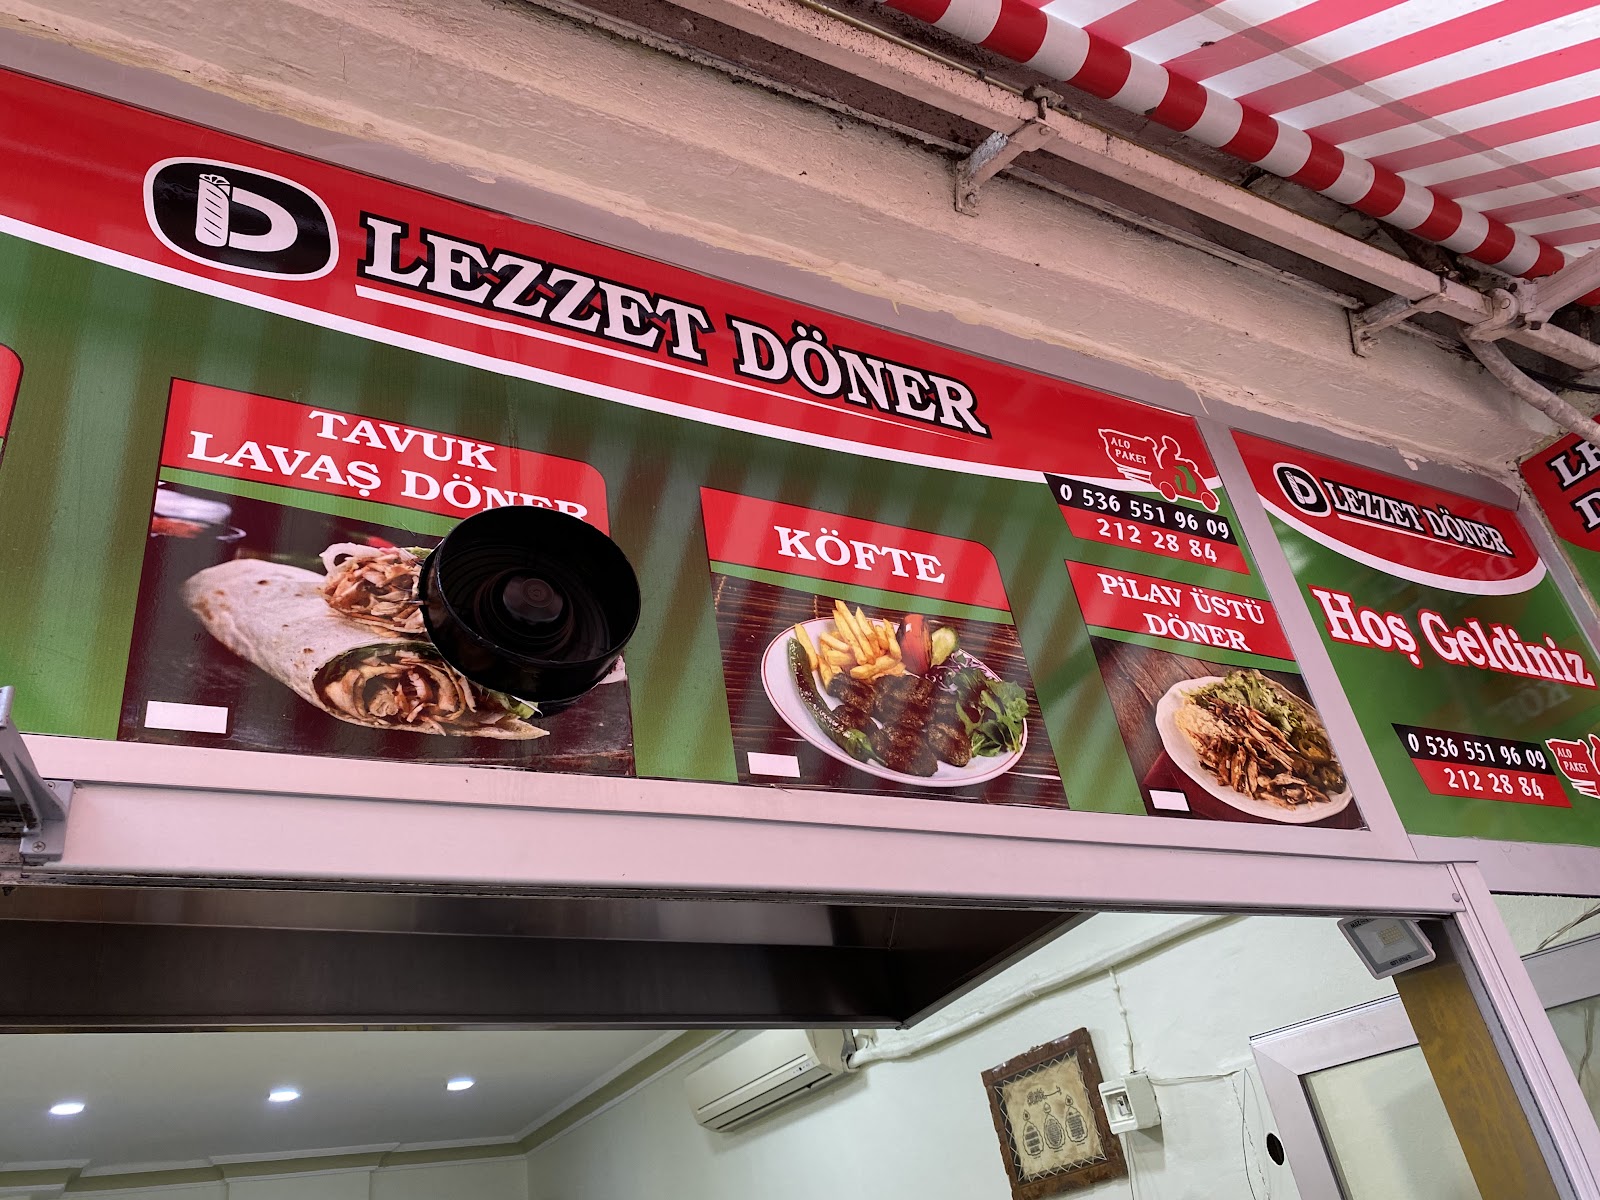 LEZZET DÖNER
TAVUK
LAVAŞ DÖNER
KÖFTE
ALO
PAKET
0 536 551 96 09
212 28 84
PİLAV ÜSTÜ
DÖNER
LEZZET DÖNER
Hoş Geldiniz
0 536 551 96 09
212 28 84
ALO
PAKET